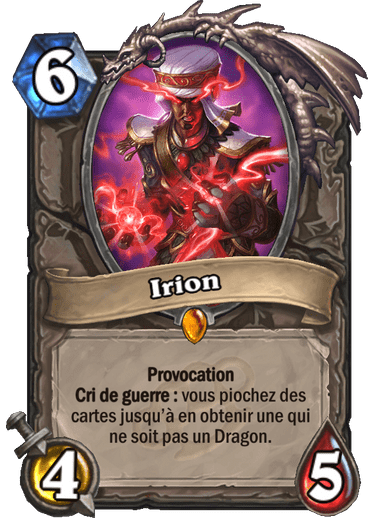 6
Irion
Provocation
Cri de guerre : vous piochez des
cartes jusqu'à en obtenir une qui
ne soit pas un Dragon.
4
5